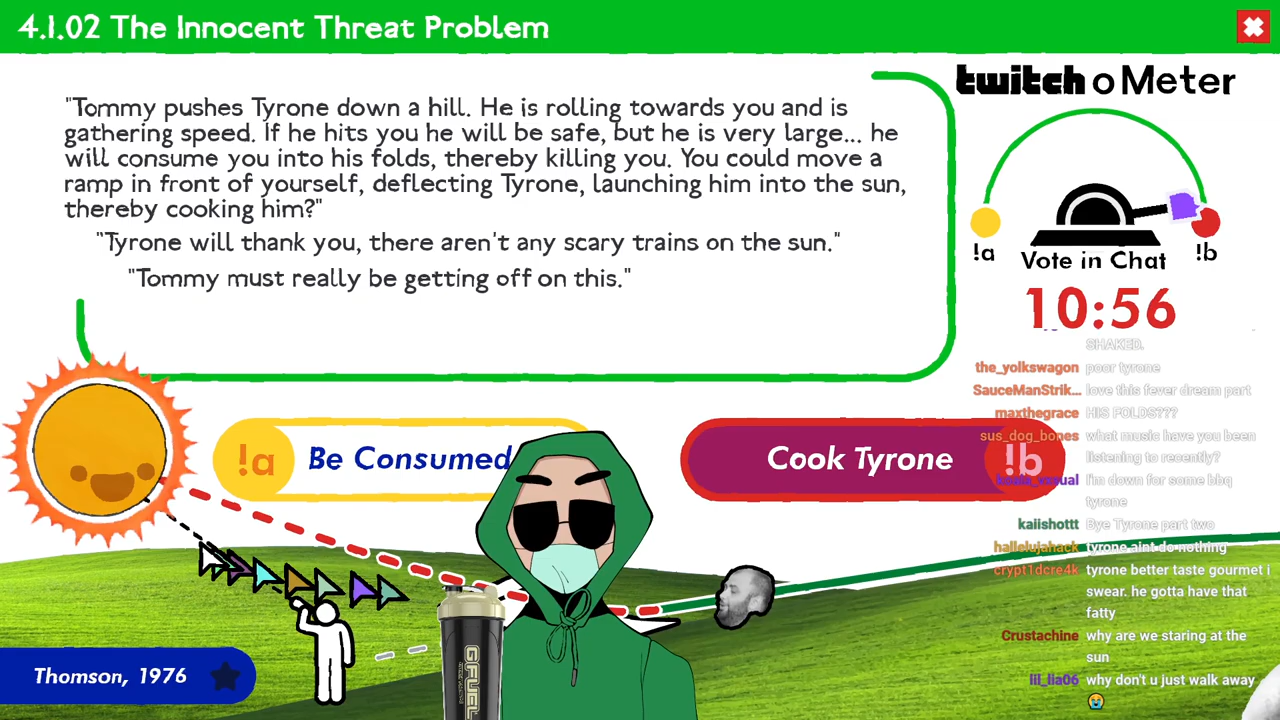 4.1.02 The Innocent Threat Problem
"Tommy pushes Tyrone down a hill. He is rolling towards you and is
gathering speed. If he hits you he will be safe, but he is very large... he
will consume you into his folds, thereby killing you. You could move a
ramp in front of yourself, deflecting Tyrone, launching him into the sun,
thereby cooking him?"
"Tyrone will thank you, there aren't any scary trains on the sun."
"Tommy must really be getting off on this."
twitch o Meter
!a
Vote in Chat
!b
10:56
SHAKED.
the_yolkswagon poor tyrone
SauceManStrik... love this fever dream part
maxthegrace HIS FOLDS???
sus_dog_bones what music have you been
listening to recently?
I'm down for some bbq
tyrone
kaiishottt Bye Tyrone part two
hallelujahack tyrone aint do nothing
crypt1dcre4k tyrone better taste gourmet i
swear. he gotta have that
fatty
Crustachine why are we staring at the
sun
lil_lia06 why don't u just walk away
!a Be Consumed
Cook Tyrone !b
GFUEL
Thomson, 1976